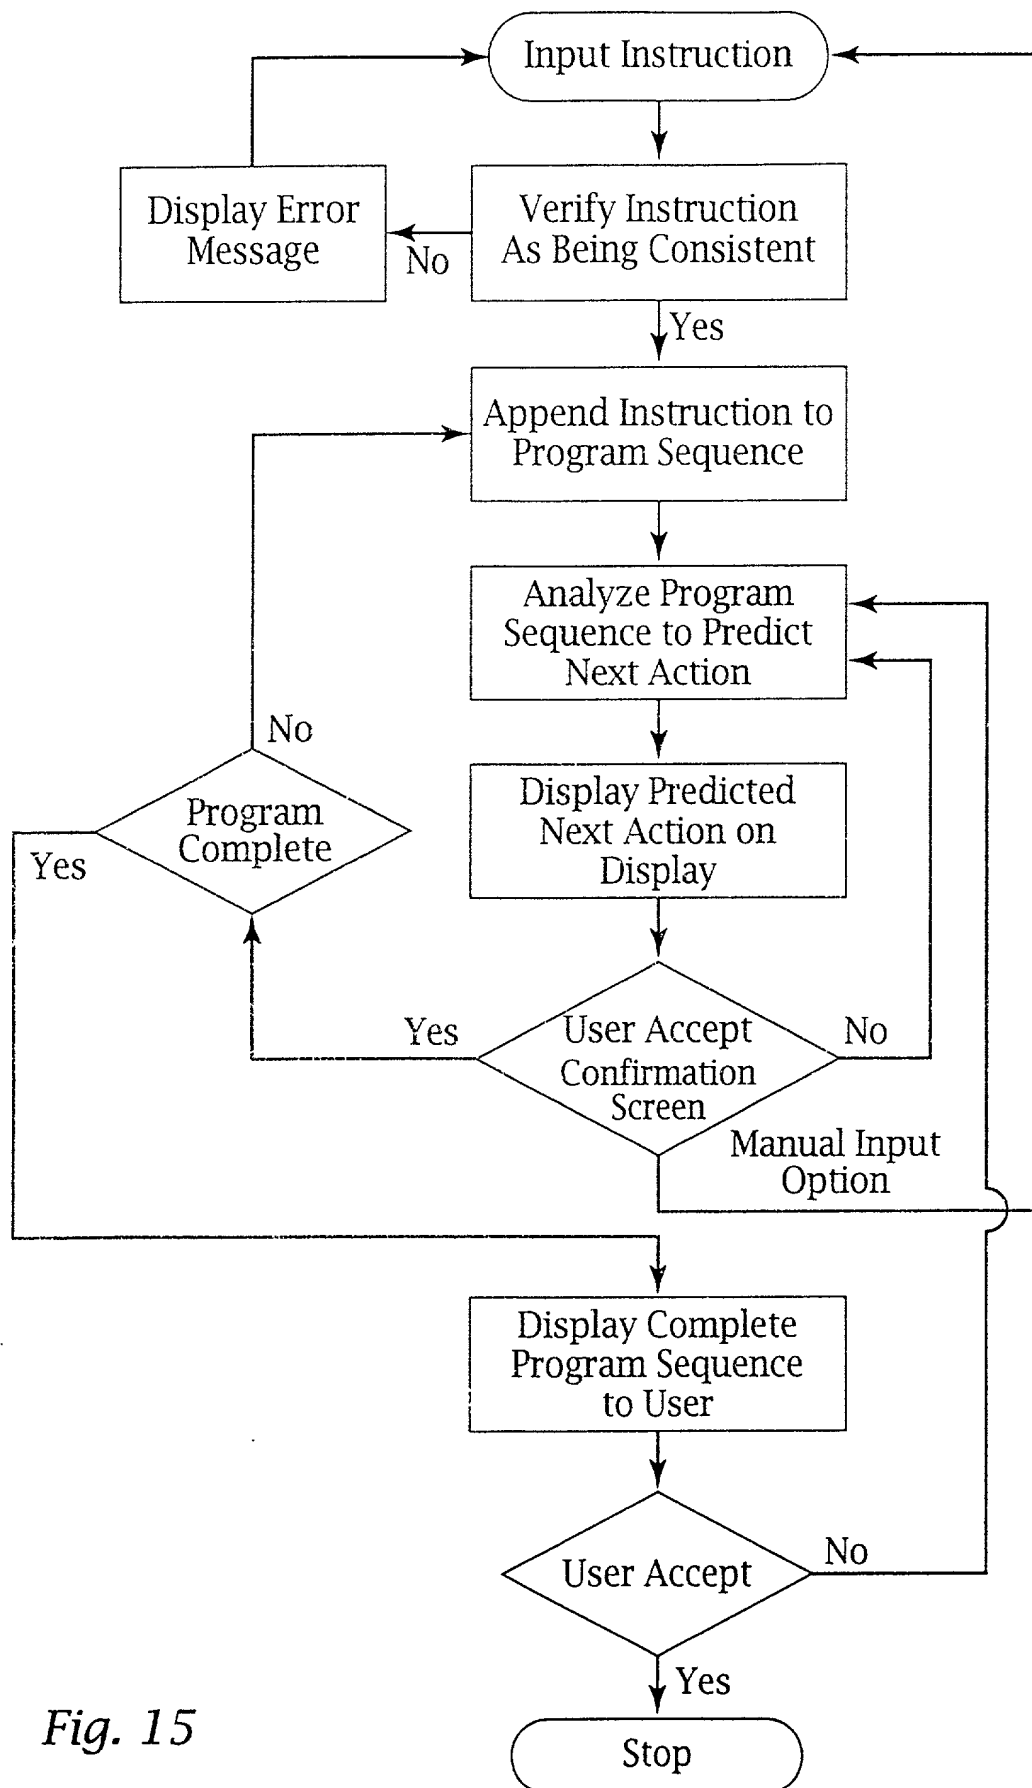 Input Instruction
Display Error
Message
No
Verify Instruction
As Being Consistent
Yes
Append Instruction to
Program Sequence
Analyze Program
Sequence to Predict
Next Action
No
Program
Complete
Yes
Display Predicted
Next Action on
Display
Yes
User Accept
Confirmation
Screen
No
Manual Input
Option
Display Complete
Program Sequence
to User
User Accept
No
Yes
Stop
Fig. 15